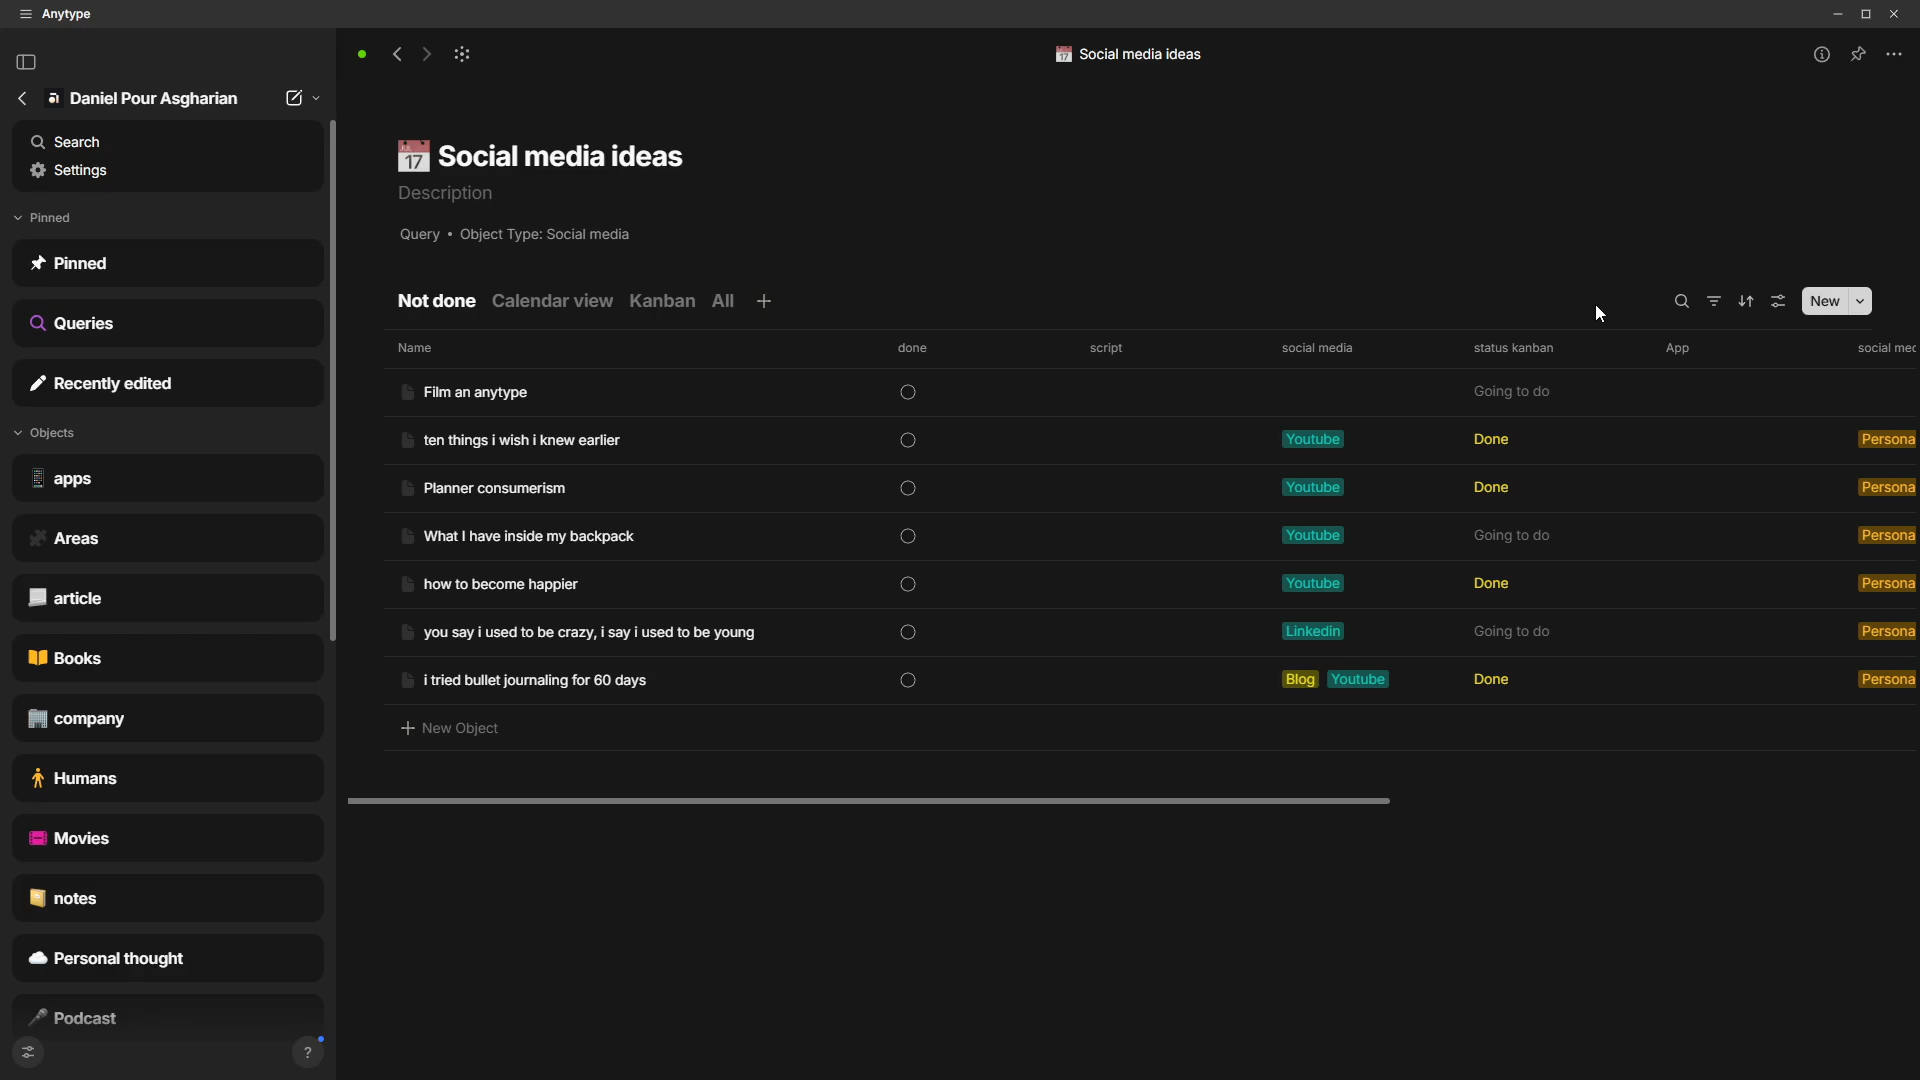 Anytype
Social media ideas
Daniel Pour Asgharian
Search
Settings
Pinned
Pinned
Queries
Recently edited
Objects
apps
Areas
article
Books
company
Humans
Movies
notes
Personal thought
Podcast
?
JUL 17 Social media ideas
Description
Query • Object Type: Social media
Not done Calendar view Kanban All +
New
Name done script social media status kanban App social med
Film an anytype Going to do
ten things i wish i knew earlier Youtube Done Persona
Planner consumerism Youtube Done Persona
What I have inside my backpack Youtube Going to do Persona
how to become happier Youtube Done Persona
you say i used to be crazy, i say i used to be young Linkedin Going to do Persona
i tried bullet journaling for 60 days Blog Youtube Done Persona
+ New Object